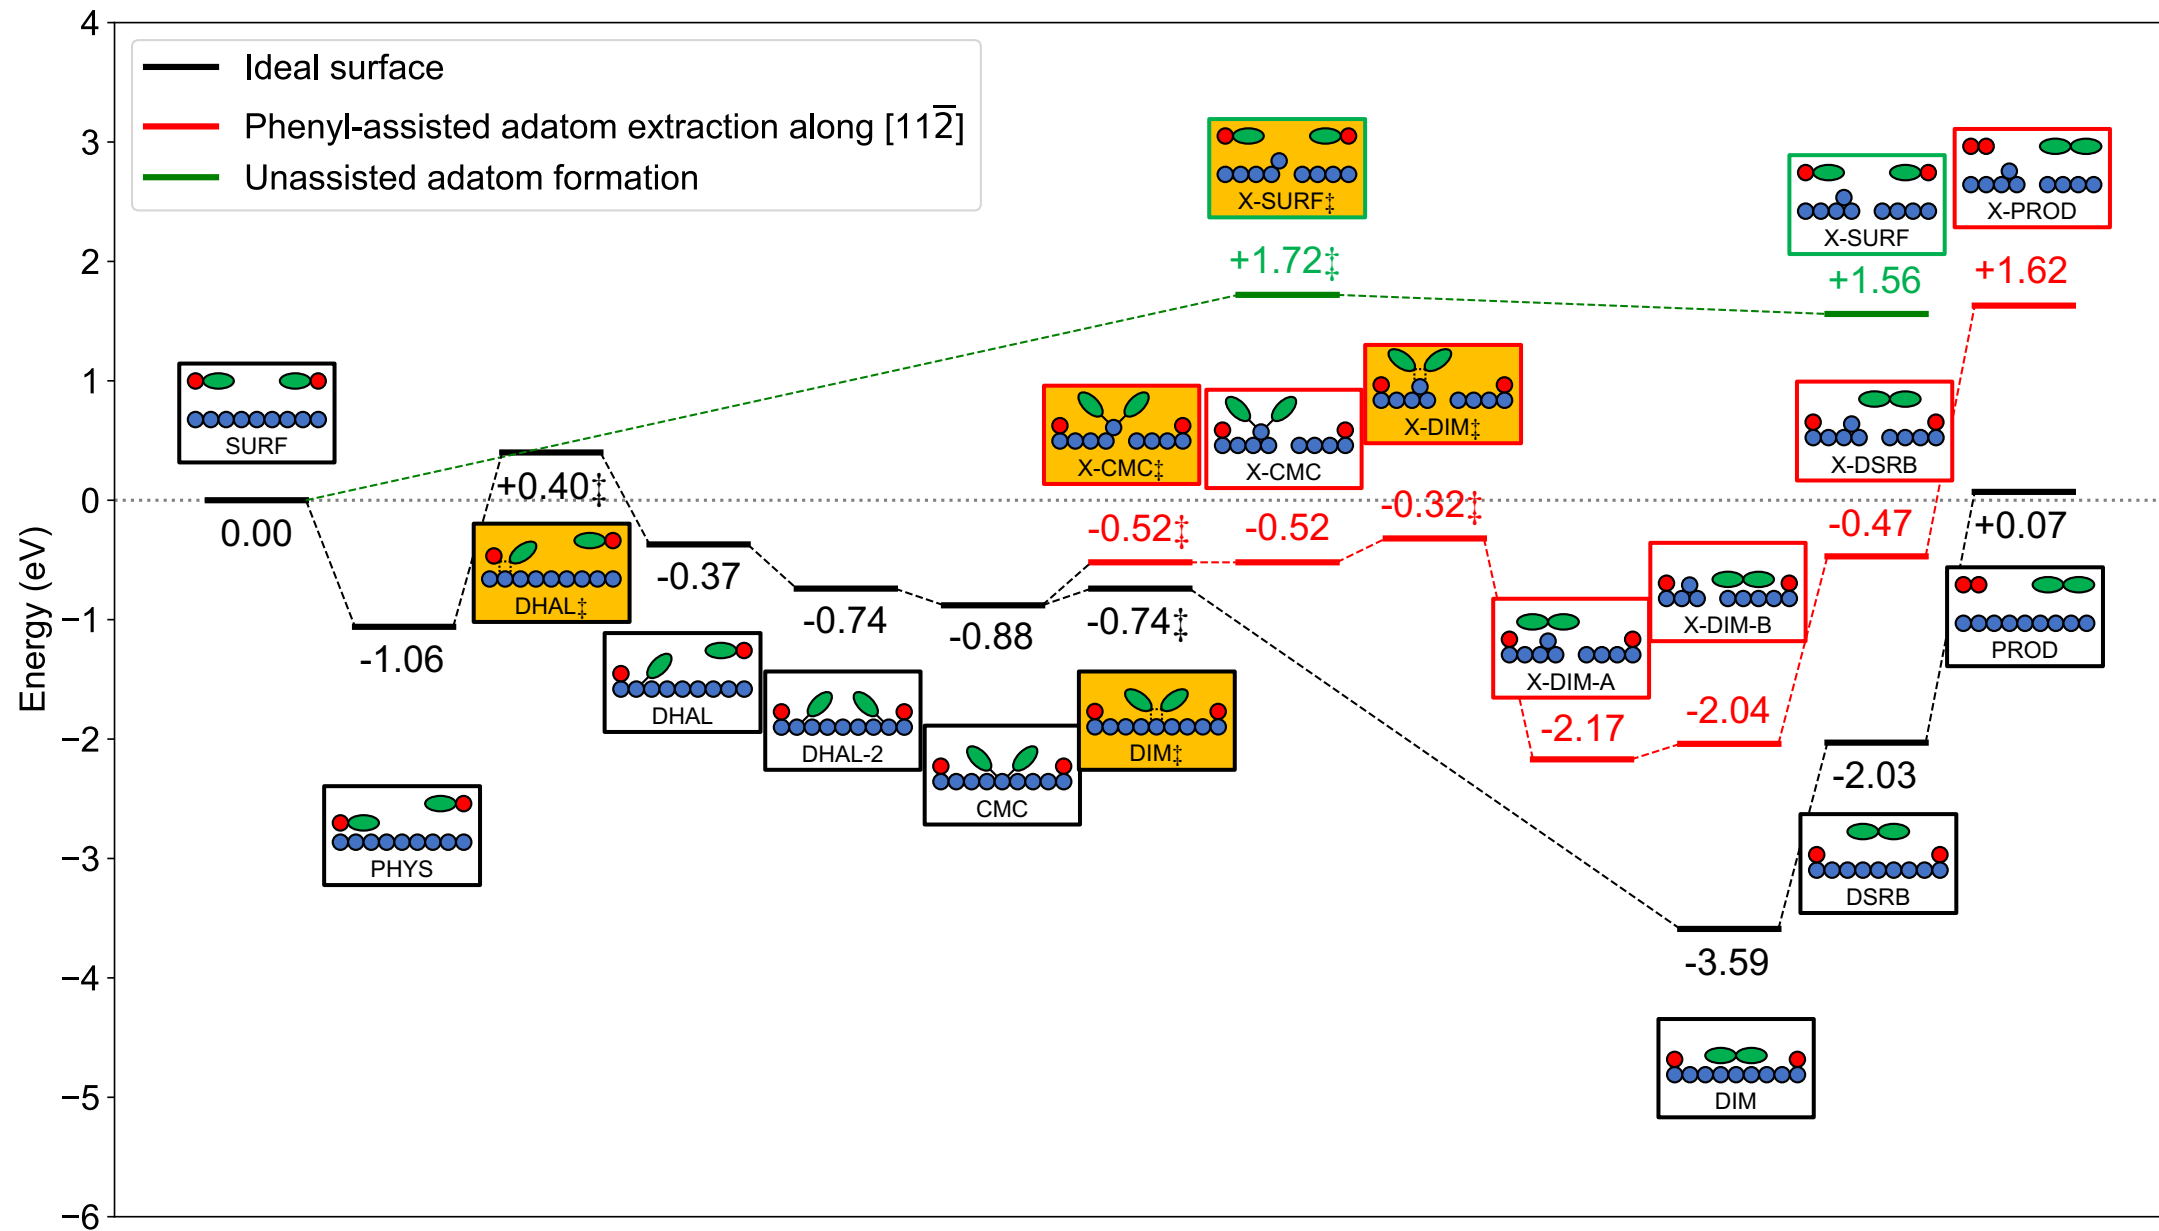 4
3
2
1
0
−1
−2
−3
−4
−5
−6
Energy (eV)
Ideal surface
Phenyl-assisted adatom extraction along [112̅]
Unassisted adatom formation
X-SURF‡
+1.72‡
X-SURF
+1.56
X-PROD
+1.62
SURF
0.00
PHYS
-1.06
+0.40‡
DHAL‡
-0.37
DHAL
-0.74
DHAL-2
-0.88
CMC
X-CMC‡
-0.52‡
-0.74‡
DIM‡
X-CMC
-0.52
X-DIM‡
-0.32‡
X-DIM-A
-2.17
X-DIM-B
-2.04
X-DSRB
-0.47
+0.07
PROD
-2.03
DSRB
-3.59
DIM